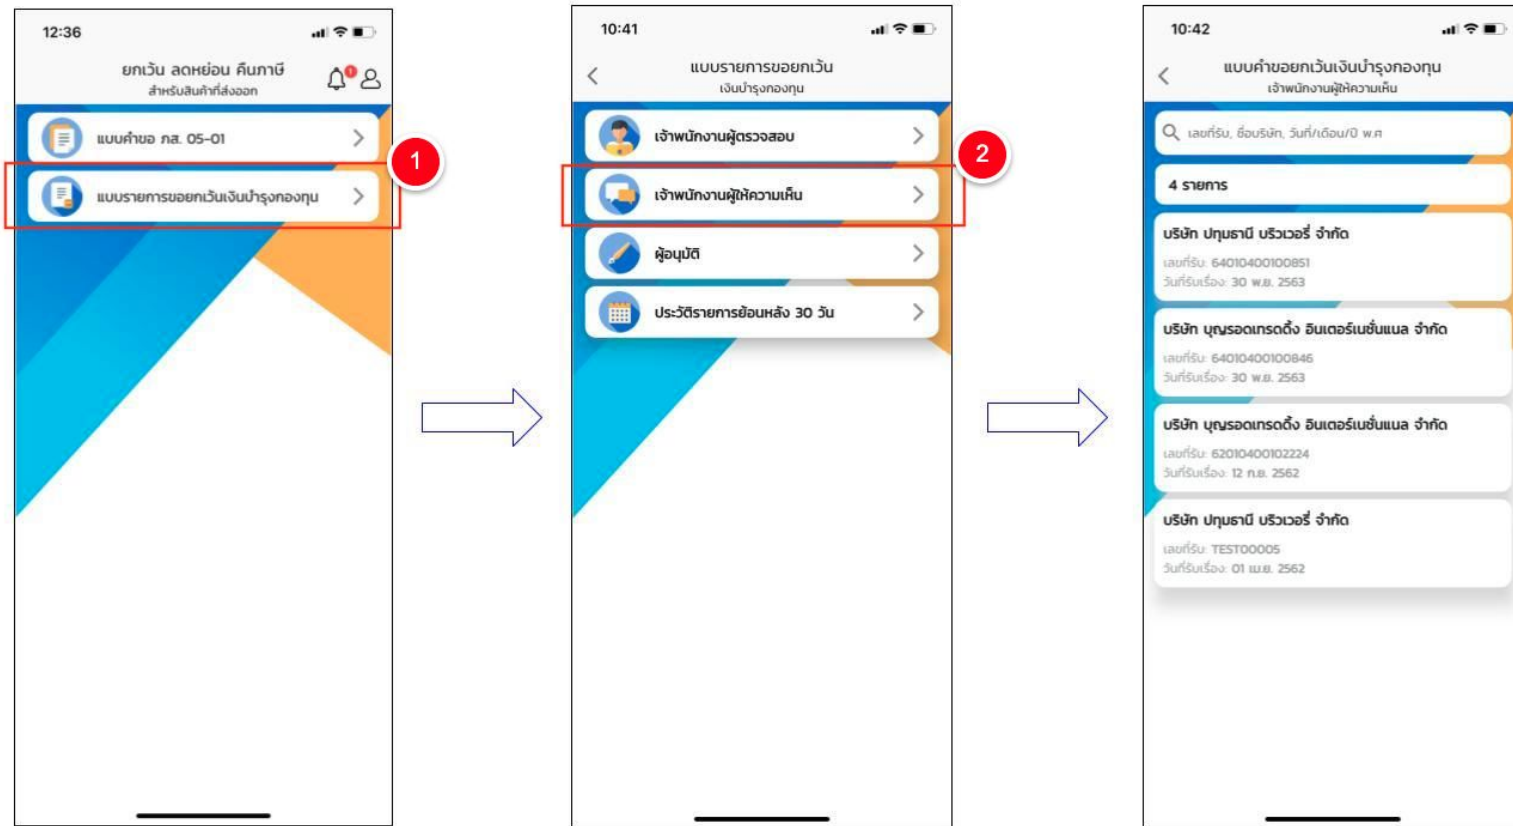 12:36
ยกเว้น ลดหย่อน คืนภาษี
สำหรับสินค้าที่ส่งออก
แบบคำขอ ภส. 05-01
แบบรายการขอยกเว้นเงินบำรุงกองทุน
1
10:41
แบบรายการขอยกเว้น
เงินบำรุงกองทุน
เจ้าพนักงานผู้ตรวจสอบ
เจ้าพนักงานผู้ให้ความเห็น
2
ผู้อนุมัติ
ประวัติรายการย้อนหลัง 30 วัน
10:42
แบบคำขอยกเว้นเงินบำรุงกองทุน
เจ้าพนักงานผู้ให้ความเห็น
เลขที่รับ, ชื่อบริษัท, วันที่/เดือน/ปี พ.ศ
4 รายการ
บริษัท ปทุมธานี บริวเวอรี่ จำกัด
เลขที่รับ: 64010400100851
วันที่รับเรื่อง: 30 พ.ย. 2563
บริษัท บุญรอดเทรดดิ้ง อินเตอร์เนชั่นแนล จำกัด
เลขที่รับ: 64010400100846
วันที่รับเรื่อง: 30 พ.ย. 2563
บริษัท บุญรอดเทรดดิ้ง อินเตอร์เนชั่นแนล จำกัด
เลขที่รับ: 62010400102224
วันที่รับเรื่อง: 12 ก.ย. 2562
บริษัท ปทุมธานี บริวเวอรี่ จำกัด
เลขที่รับ: TEST00005
วันที่รับเรื่อง: 01 เม.ย. 2562